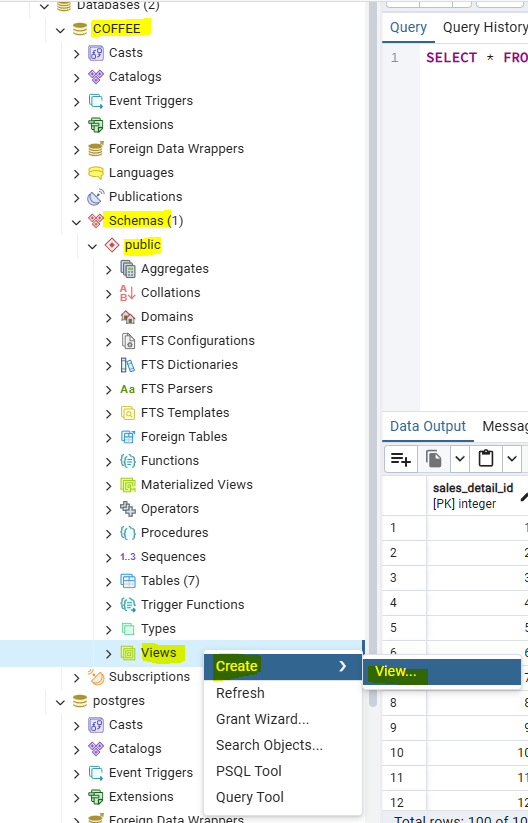 Databases (2)
COFFEE
Casts
Catalogs
Event Triggers
Extensions
Foreign Data Wrappers
Languages
Publications
Schemas (1)
public
Aggregates
Collations
Domains
FTS Configurations
FTS Dictionaries
Aa FTS Parsers
FTS Templates
Foreign Tables
Functions
Materialized Views
Operators
Procedures
1..3 Sequences
Tables (7)
Trigger Functions
Types
Views
Subscriptions
postgres
Casts
Catalogs
Event Triggers
Extensions
Foreign Data Wrappers
Create
Refresh
Grant Wizard...
Search Objects...
PSQL Tool
Query Tool
View...
Query Query History
1 SELECT * FRO
Data Output Messag
sales_detail_id
[PK] integer
1 1
2 2
3 3
4 4
5 5
6 6
7
8 8
9 9
10 10
11 11
12 12
Total rows: 100 of 10